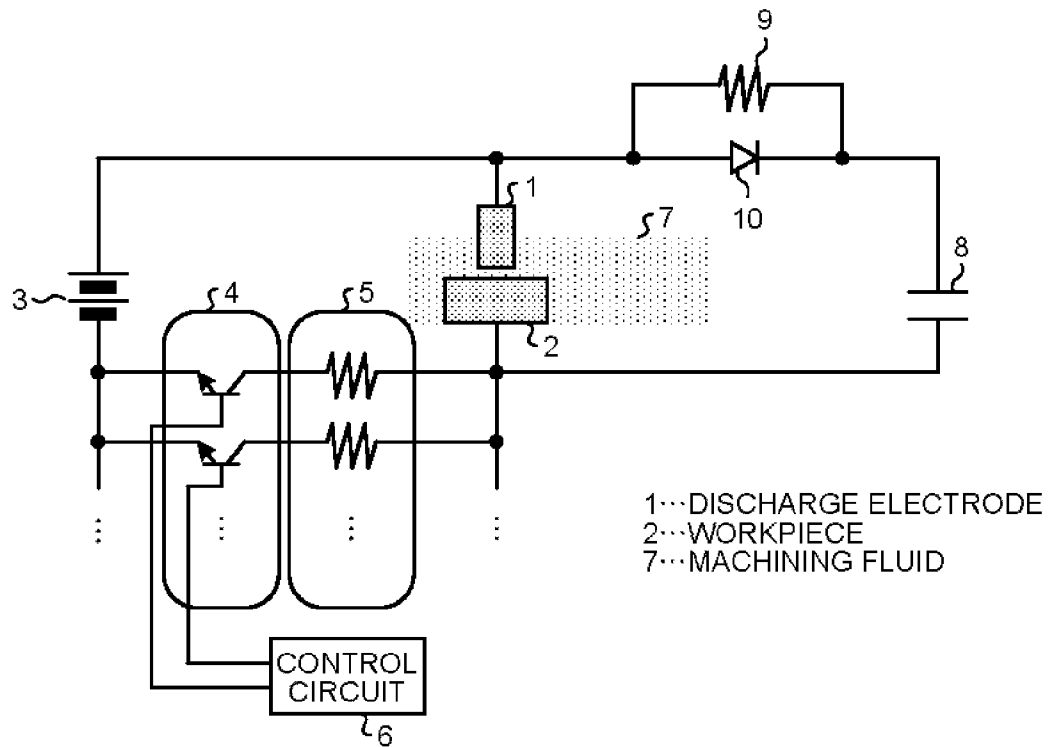 9
1
7
10
8
3
4
5
2
1···DISCHARGE ELECTRODE
2···WORKPIECE
7···MACHINING FLUID
CONTROL
CIRCUIT
6